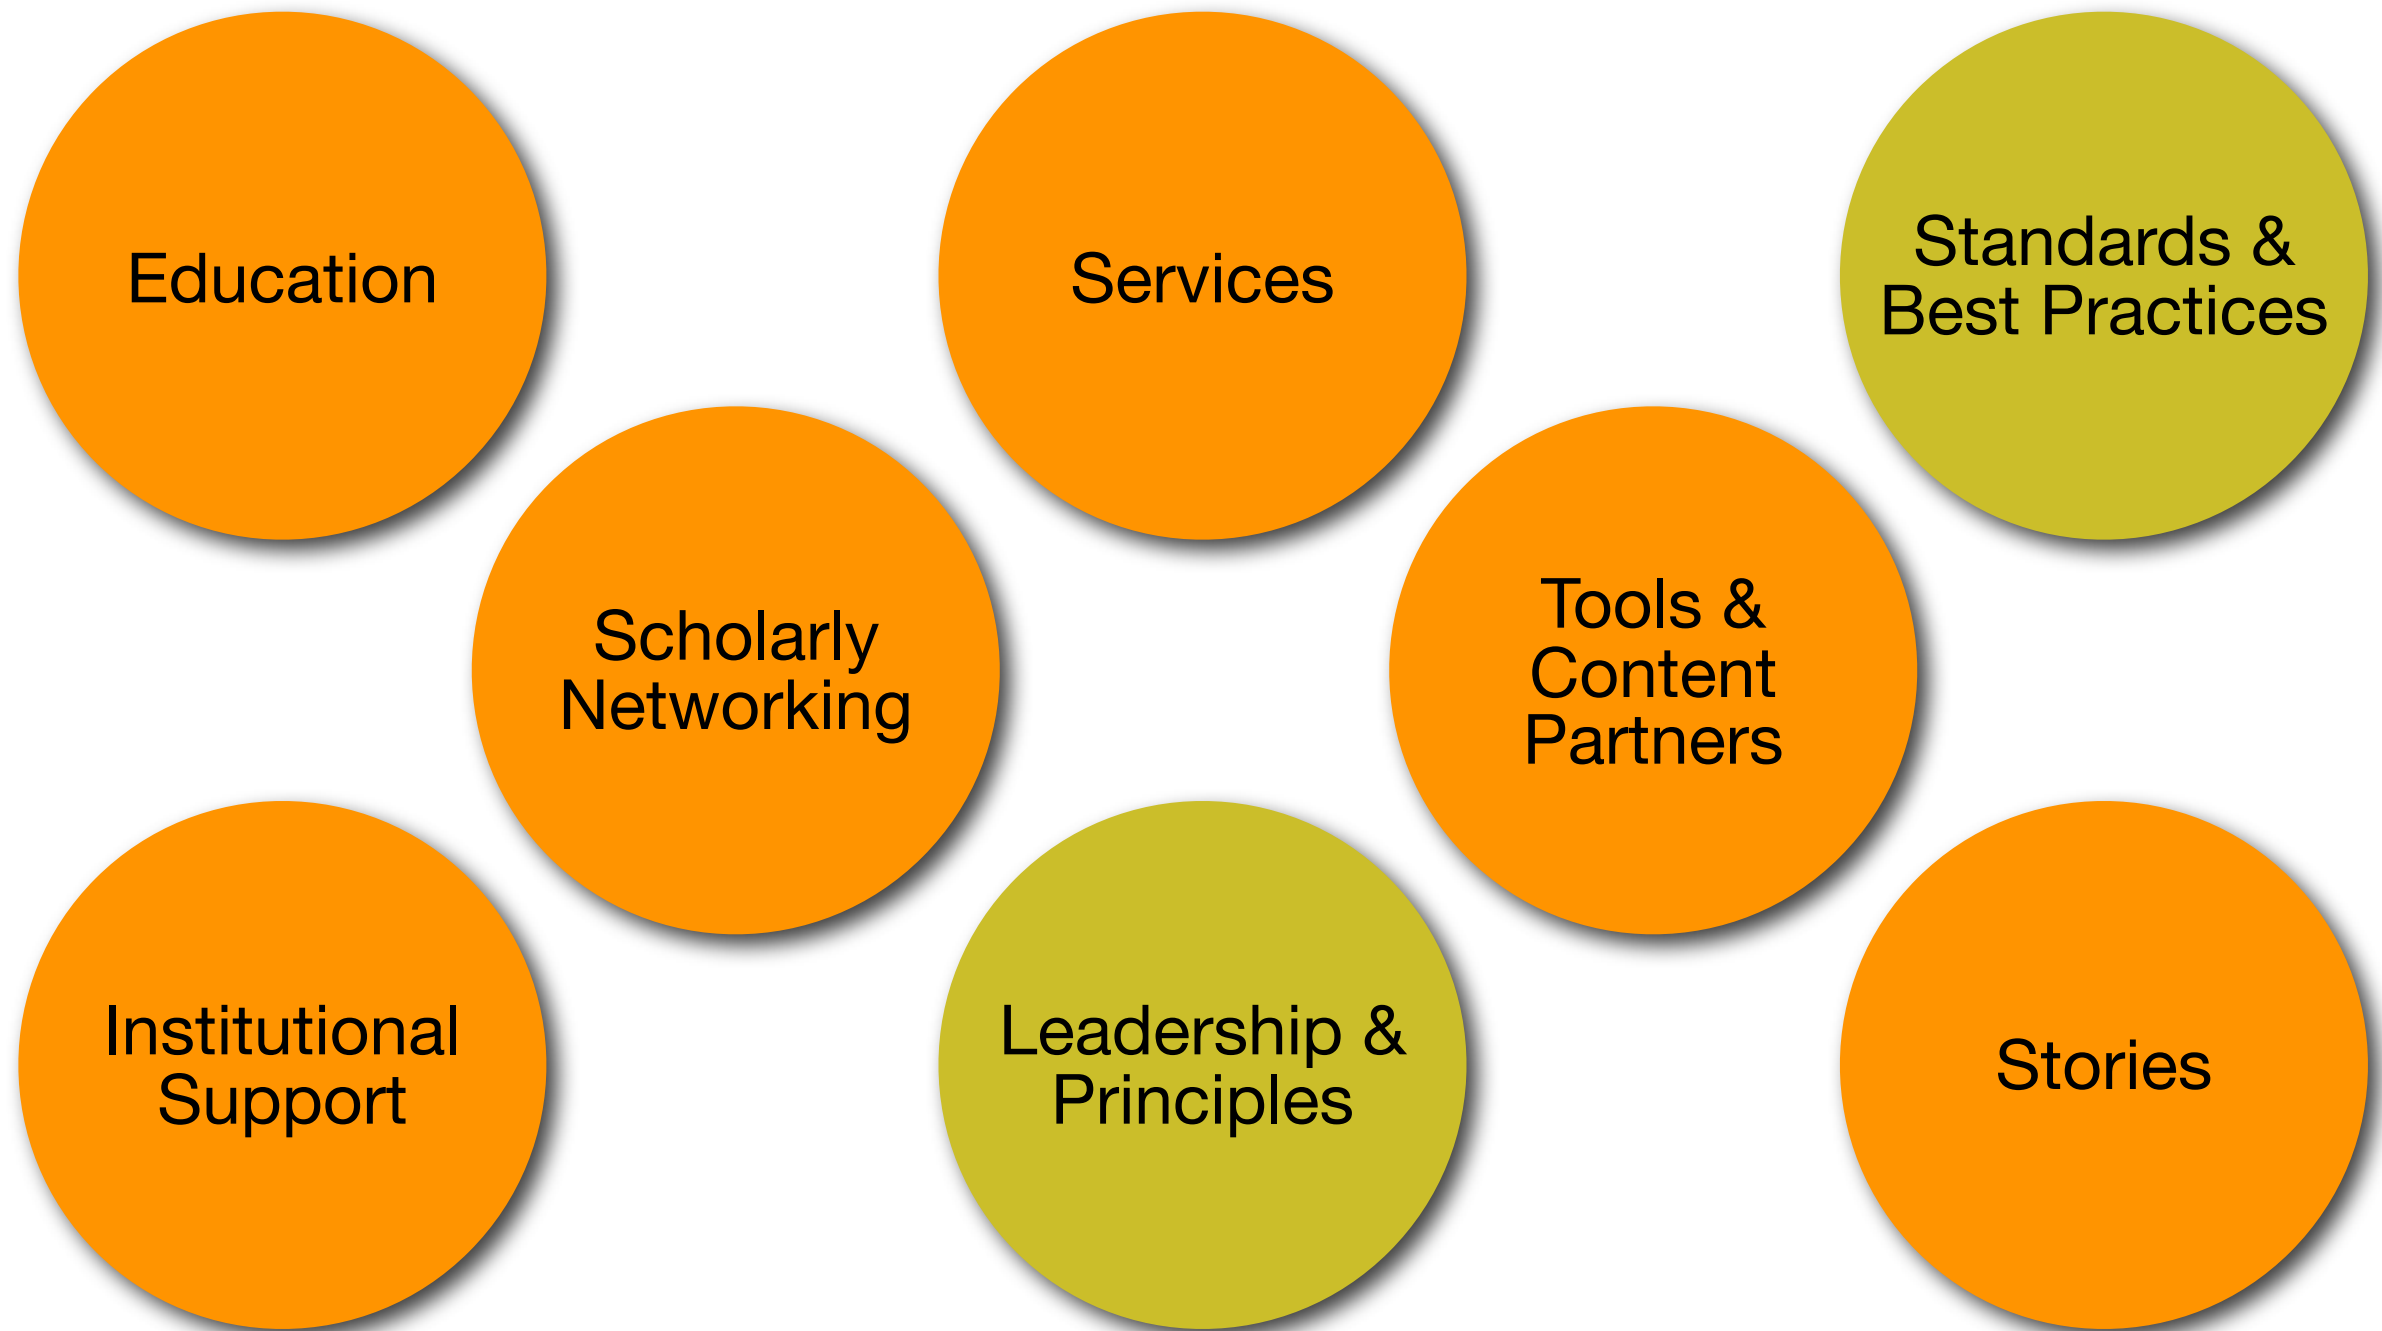 Education
Services
Standards &
Best Practices
Scholarly
Networking
Tools &
Content
Partners
Institutional
Support
Leadership &
Principles
Stories